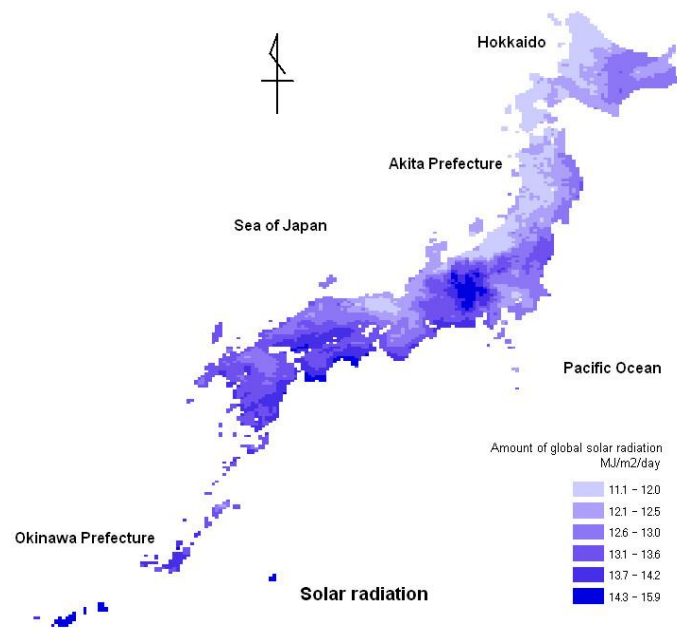 Hokkaido
Akita Prefecture
Sea of Japan
Pacific Ocean
Amount of global solar radiation
MJ/m2/day
11.1 - 12.0
12.1 - 12.5
12.6 - 13.0
13.1 - 13.6
13.7 - 14.2
14.3 - 15.9
Okinawa Prefecture
Solar radiation